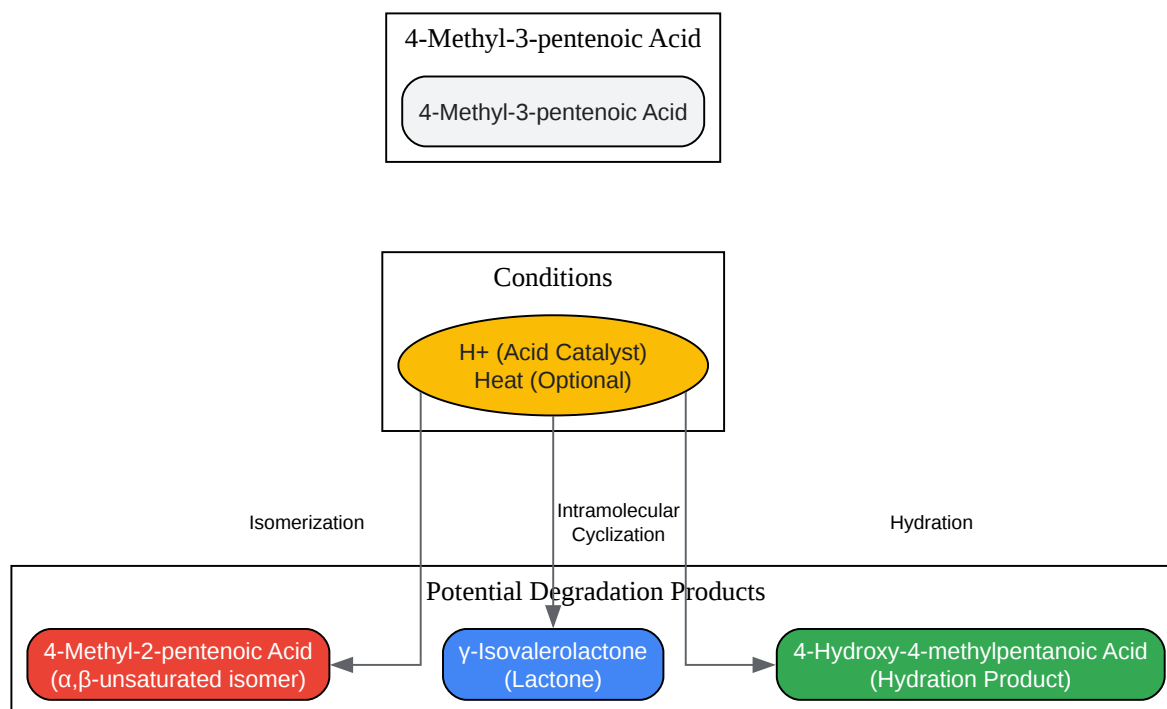 4-Methyl-3-pentenoic Acid
4-Methyl-3-pentenoic Acid
Conditions
H+ (Acid Catalyst)
Heat (Optional)
Isomerization
Intramolecular
Cyclization
Hydration
Potential Degradation Products
4-Methyl-2-pentenoic Acid
(α,β-unsaturated isomer)
γ-Isovalerolactone
(Lactone)
4-Hydroxy-4-methylpentanoic Acid
(Hydration Product)